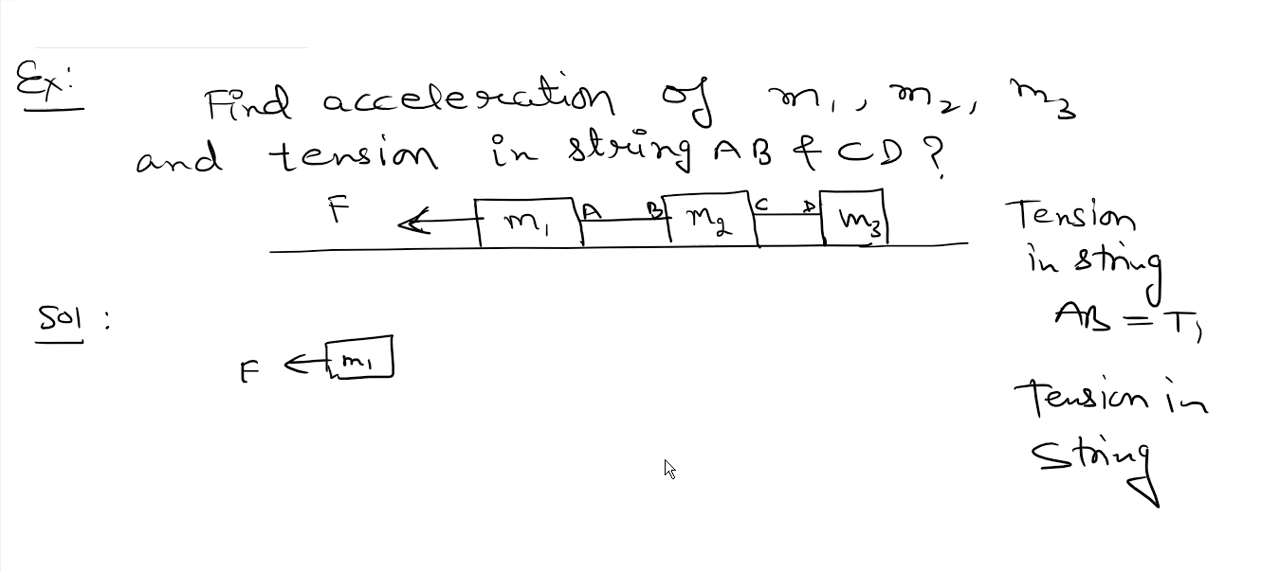 Ex:
Find acceleration of m₁, m₂, m₃
and tension in string AB & CD?
F m₁ A B m₂ C D m₃
Tension
in string
AB = T₁
Sol :
F m₁
Tension in
String